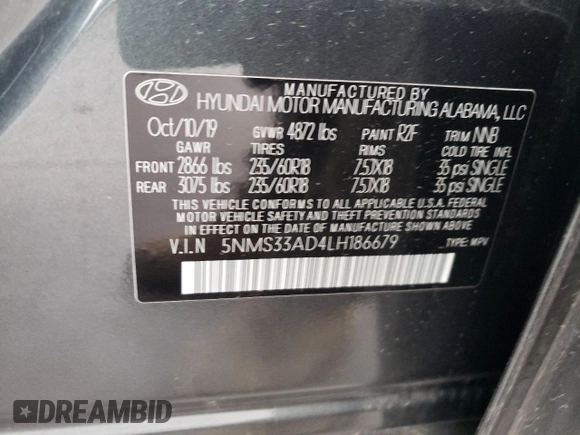 MANUFACTURED BY
HYUNDAI MOTOR MANUFACTURING ALABAMA, LLC
Oct/10/19 GVWR 4872 lbs PAINT R2F TRIM NNB
GAWR TIRES RIMS COLD TIRE INFL
FRONT 2866 lbs 235/60R18 7.5JX18 35 psi SINGLE
REAR 3075 lbs 235/60R18 7.5JX18 35 psi SINGLE
THIS VEHICLE CONFORMS TO ALL APPLICABLE U.S.A. FEDERAL
MOTOR VEHICLE SAFETY AND THEFT PREVENTION STANDARDS
IN EFFECT ON THE DATE OF MANUFACTURE SHOWN ABOVE.
V.I.N 5NMS33AD4LH186679 TYPE: MPV
DREAMBID